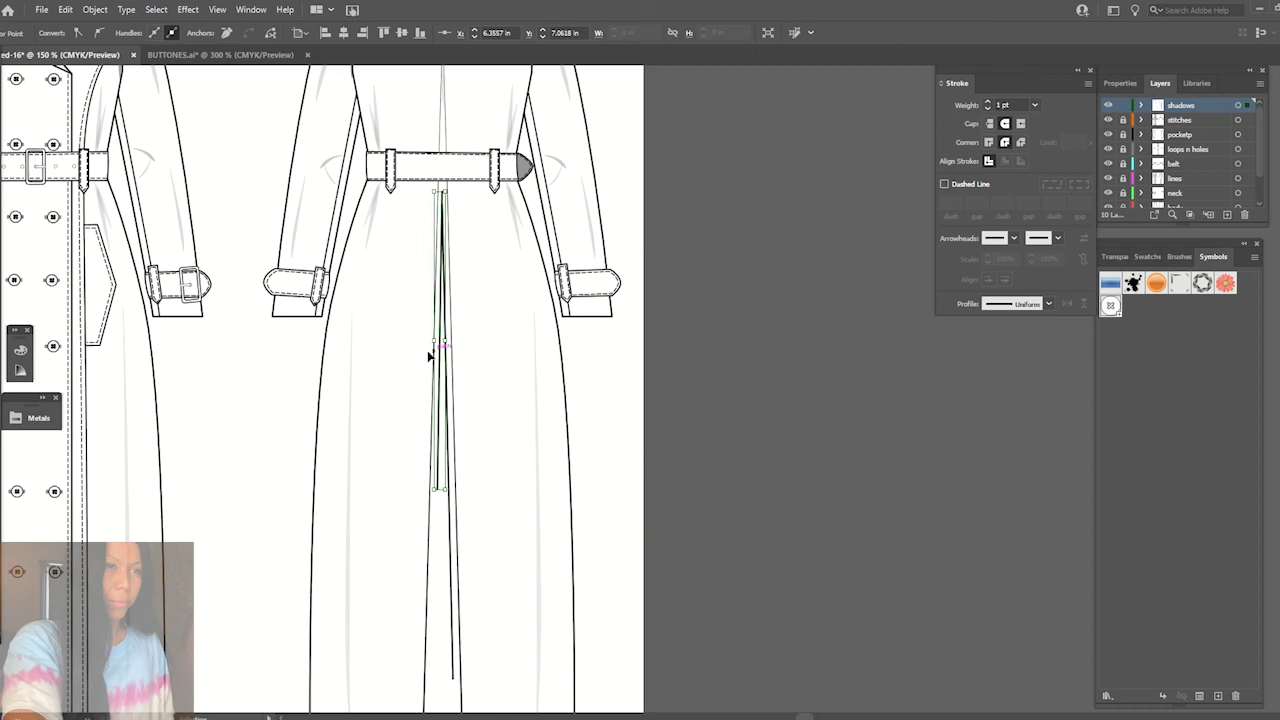 File Edit Object Type Select Effect View Window Help
Search Adobe Help
Convert: Handles: Anchors: X: 6.3557 in Y: 7.0618 in W: H:
ed-16* @ 150 % (CMYK/Preview) × BUTTONES.ai* @ 300 % (CMYK/Preview) ×
Stroke
Weight: 1 pt
Cap:
Corner: Limit:
Align Stroke:
Dashed Line
dash gap dash gap dash gap
Arrowheads:
Scale: 100% 100%
Align:
Profile: Uniform
Properties Layers Libraries
shadows
stitches
pocketp
loops n holes
belt
lines
neck
10 La...
Transpa Swatche Brushes Symbols
Metals